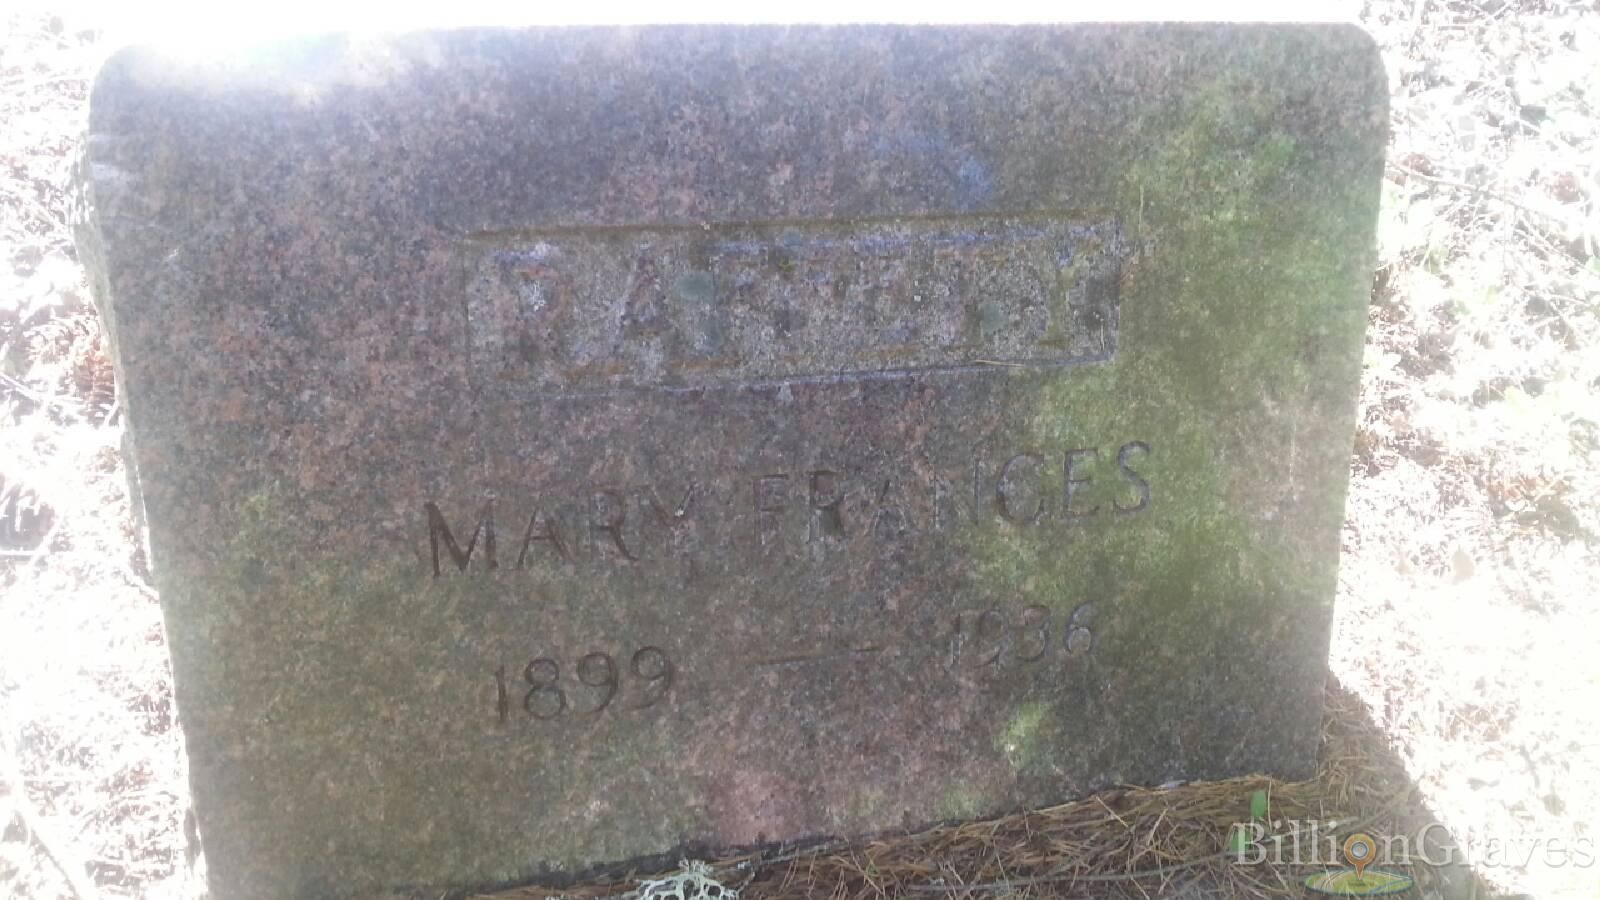 MARY FRANCES
1899 — 1936
BillionGraves